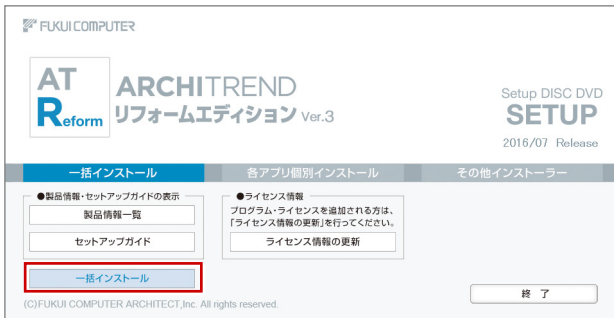 FUKUI COMPUTER
AT
Reform
ARCHITREND
リフォームエディション Ver.3
Setup DISC DVD
SETUP
2016/07 Release
一括インストール
各アプリ個別インストール
その他インストーラー
●製品情報・セットアップガイドの表示
製品情報一覧
セットアップガイド
●ライセンス情報
プログラム・ライセンスを追加される方は、
「ライセンス情報の更新」を行ってください。
ライセンス情報の更新
一括インストール
終 了
(C)FUKUI COMPUTER ARCHITECT,Inc. All rights reserved.